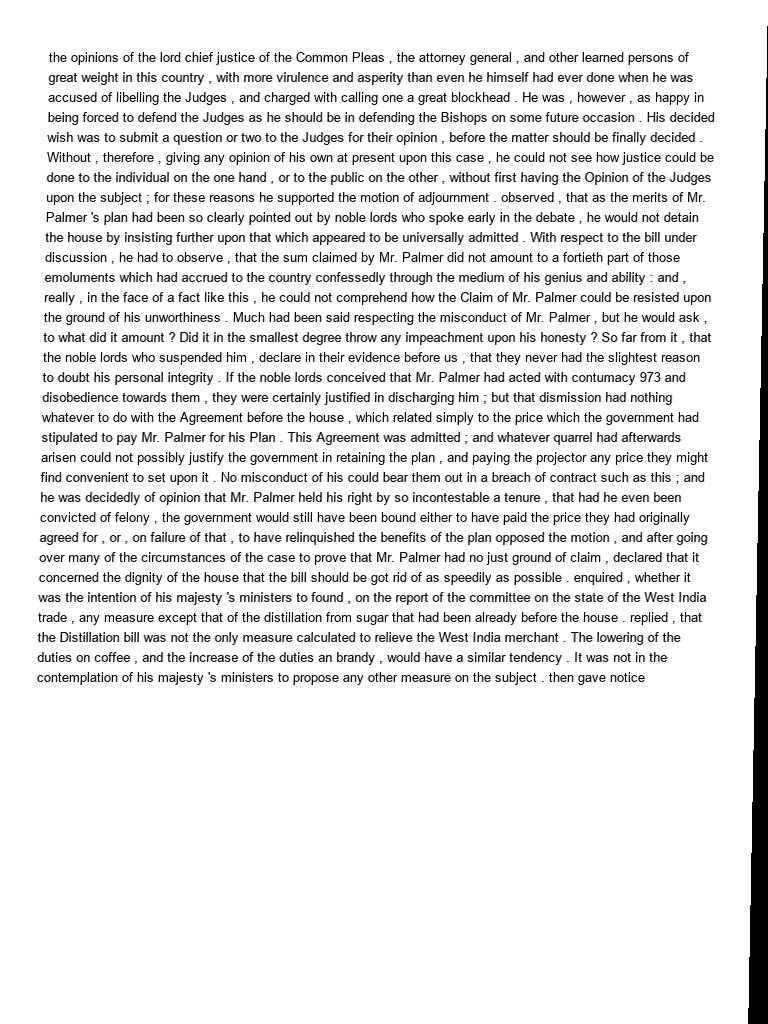 the opinions of the lord chief justice of the Common Pleas , the attorney general , and other learned persons of
great weight in this country , with more virulence and asperity than even he himself had ever done when he was
accused of libelling the Judges , and charged with calling one a great blockhead . He was , however , as happy in
being forced to defend the Judges as he should be in defending the Bishops on some future occasion . His decided
wish was to submit a question or two to the Judges for their opinion , before the matter should be finally decided .
Without , therefore , giving any opinion of his own at present upon this case , he could not see how justice could be
done to the individual on the one hand , or to the public on the other , without first having the Opinion of the Judges
upon the subject ; for these reasons he supported the motion of adjournment . observed , that as the merits of Mr.
Palmer 's plan had been so clearly pointed out by noble lords who spoke early in the debate , he would not detain
the house by insisting further upon that which appeared to be universally admitted . With respect to the bill under
discussion , he had to observe , that the sum claimed by Mr. Palmer did not amount to a fortieth part of those
emoluments which had accrued to the country confessedly through the medium of his genius and ability : and ,
really , in the face of a fact like this , he could not comprehend how the Claim of Mr. Palmer could be resisted upon
the ground of his unworthiness . Much had been said respecting the misconduct of Mr. Palmer , but he would ask ,
to what did it amount ? Did it in the smallest degree throw any impeachment upon his honesty ? So far from it , that
the noble lords who suspended him , declare in their evidence before us , that they never had the slightest reason
to doubt his personal integrity . If the noble lords conceived that Mr. Palmer had acted with contumacy 973 and
disobedience towards them , they were certainly justified in discharging him ; but that dismission had nothing
whatever to do with the Agreement before the house , which related simply to the price which the government had
stipulated to pay Mr. Palmer for his Plan . This Agreement was admitted ; and whatever quarrel had afterwards
arisen could not possibly justify the government in retaining the plan , and paying the projector any price they might
find convenient to set upon it . No misconduct of his could bear them out in a breach of contract such as this ; and
he was decidedly of opinion that Mr. Palmer held his right by so incontestable a tenure , that had he even been
convicted of felony , the government would still have been bound either to have paid the price they had originally
agreed for , or , on failure of that , to have relinquished the benefits of the plan opposed the motion , and after going
over many of the circumstances of the case to prove that Mr. Palmer had no just ground of claim , declared that it
concerned the dignity of the house that the bill should be got rid of as speedily as possible . enquired , whether it
was the intention of his majesty 's ministers to found , on the report of the committee on the state of the West India
trade , any measure except that of the distillation from sugar that had been already before the house . replied , that
the Distillation bill was not the only measure calculated to relieve the West India merchant . The lowering of the
duties on coffee , and the increase of the duties an brandy , would have a similar tendency . It was not in the
contemplation of his majesty 's ministers to propose any other measure on the subject . then gave notice